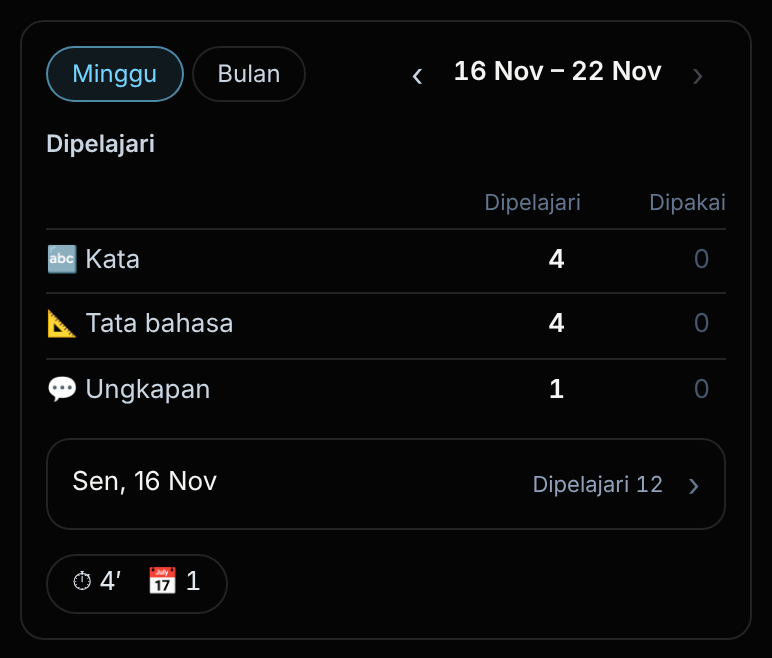 Minggu Bulan ‹ 16 Nov – 22 Nov ›
Dipelajari
Dipelajari Dipakai
🔤 Kata 4 0
📐 Tata bahasa 4 0
💬 Ungkapan 1 0
Sen, 16 Nov Dipelajari 12 ›
⏱ 4′ 📅 1